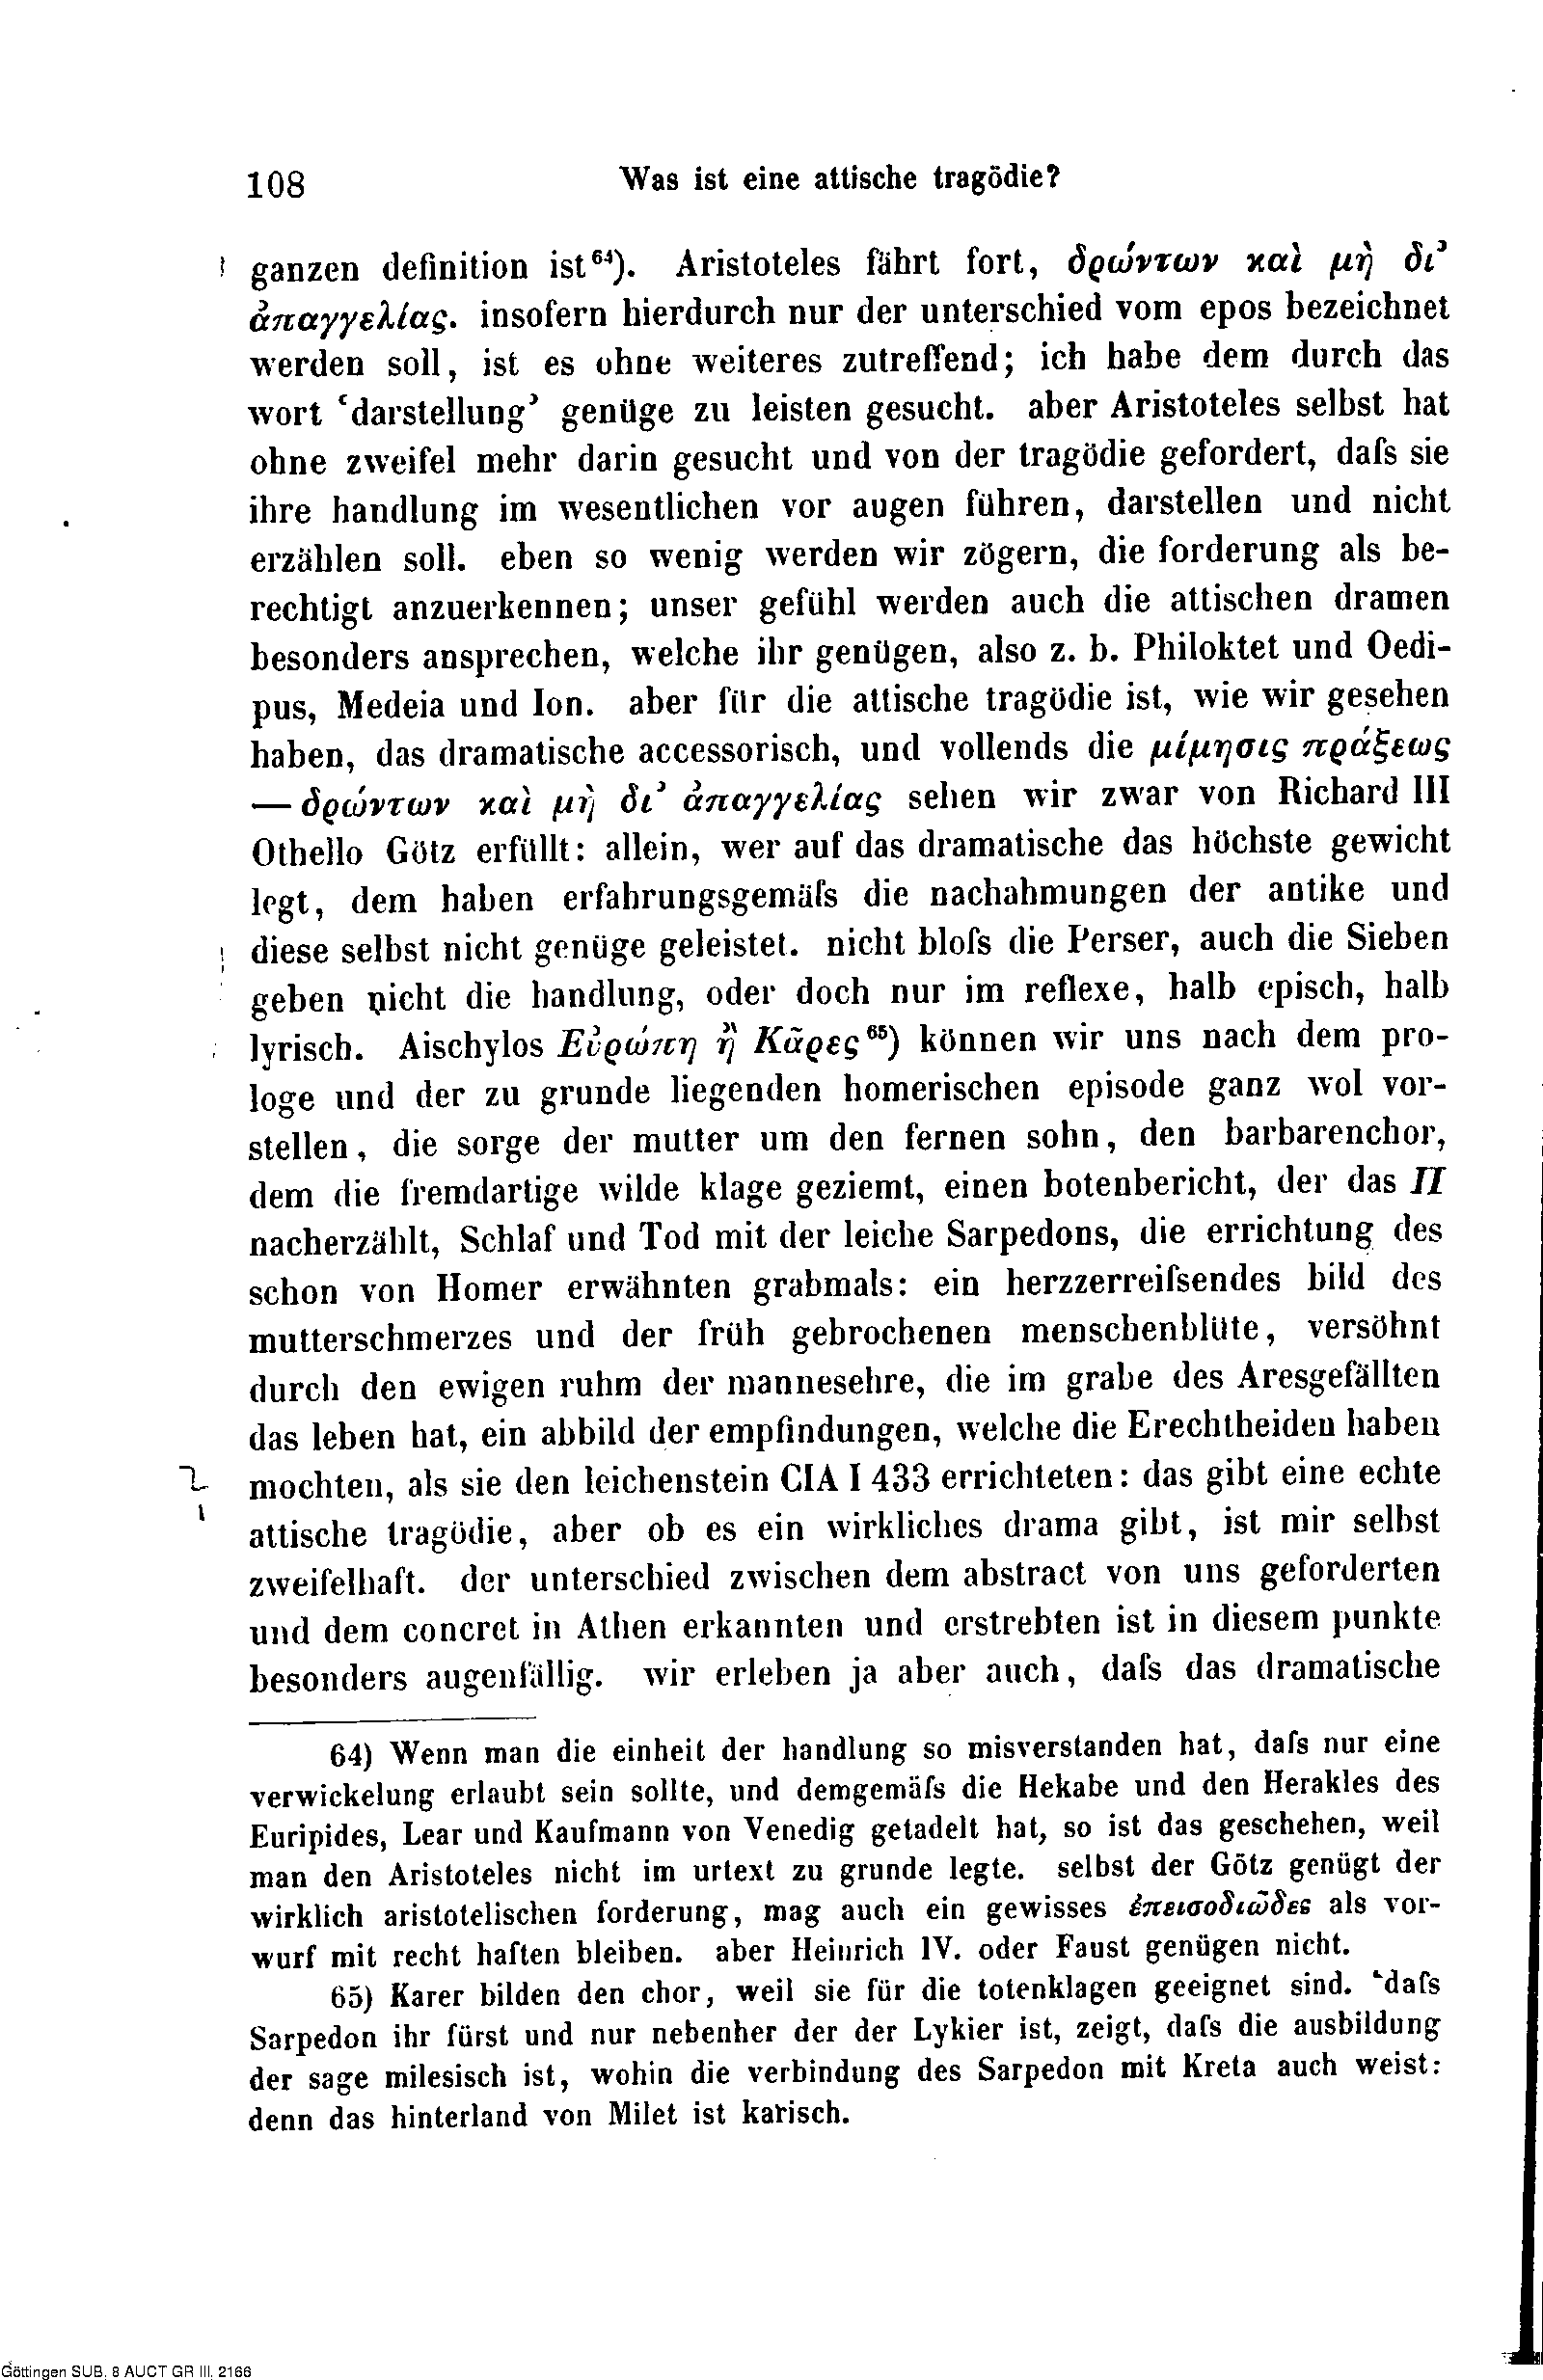 108 Was ist eine attische tragödie?
ganzen definition ist⁶⁴). Aristoteles fährt fort, δρώντων καὶ μὴ δι’
ἀπαγγελίας. insofern hierdurch nur der unterschied vom epos bezeichnet
werden soll, ist es ohne weiteres zutreffend; ich habe dem durch das
wort ‘darstellung’ genüge zu leisten gesucht. aber Aristoteles selbst hat
ohne zweifel mehr darin gesucht und von der tragödie gefordert, daſs sie
ihre handlung im wesentlichen vor augen führen, darstellen und nicht
erzählen soll. eben so wenig werden wir zögern, die forderung als be-
rechtigt anzuerkennen; unser gefühl werden auch die attischen dramen
besonders ansprechen, welche ihr genügen, also z. b. Philoktet und Oedi-
pus, Medeia und Ion. aber für die attische tragödie ist, wie wir gesehen
haben, das dramatische accessorisch, und vollends die μίμησις πράξεως
— δρώντων καὶ μὴ δι’ ἀπαγγελίας sehen wir zwar von Richard III
Othello Götz erfüllt: allein, wer auf das dramatische das höchste gewicht
legt, dem haben erfahrungsgemäſs die nachahmungen der antike und
diese selbst nicht genüge geleistet. nicht bloſs die Perser, auch die Sieben
geben nicht die handlung, oder doch nur im reflexe, halb episch, halb
lyrisch. Aischylos Εὐρώπη ἢ Κᾶρες⁶⁵) können wir uns nach dem pro-
loge und der zu grunde liegenden homerischen episode ganz wol vor-
stellen, die sorge der mutter um den fernen sohn, den barbarenchor,
dem die fremdartige wilde klage geziemt, einen botenbericht, der das Π
nacherzählt, Schlaf und Tod mit der leiche Sarpedons, die errichtung des
schon von Homer erwähnten grabmals: ein herzzerreiſsendes bild des
mutterschmerzes und der früh gebrochenen menschenblüte, versöhnt
durch den ewigen ruhm der mannesehre, die im grabe des Aresgefällten
das leben hat, ein abbild der empfindungen, welche die Erechtheiden haben
mochten, als sie den leichenstein CIA I 433 errichteten: das gibt eine echte
attische tragödie, aber ob es ein wirkliches drama gibt, ist mir selbst
zweifelhaft. der unterschied zwischen dem abstract von uns geforderten
und dem concret in Athen erkannten und erstrebten ist in diesem punkte
besonders augenfällig. wir erleben ja aber auch, daſs das dramatische
64) Wenn man die einheit der handlung so misverstanden hat, daſs nur eine
verwickelung erlaubt sein sollte, und demgemäſs die Hekabe und den Herakles des
Euripides, Lear und Kaufmann von Venedig getadelt hat, so ist das geschehen, weil
man den Aristoteles nicht im urtext zu grunde legte. selbst der Götz genügt der
wirklich aristotelischen forderung, mag auch ein gewisses ἐπεισοδιῶδες als vor-
wurf mit recht haften bleiben. aber Heinrich IV. oder Faust genügen nicht.
65) Karer bilden den chor, weil sie für die totenklagen geeignet sind. ‘daſs
Sarpedon ihr fürst und nur nebenher der der Lykier ist, zeigt, daſs die ausbildung
der sage milesisch ist, wohin die verbindung des Sarpedon mit Kreta auch weist:
denn das hinterland von Milet ist karisch.
Göttingen SUB, 8 AUCT GR III, 2166